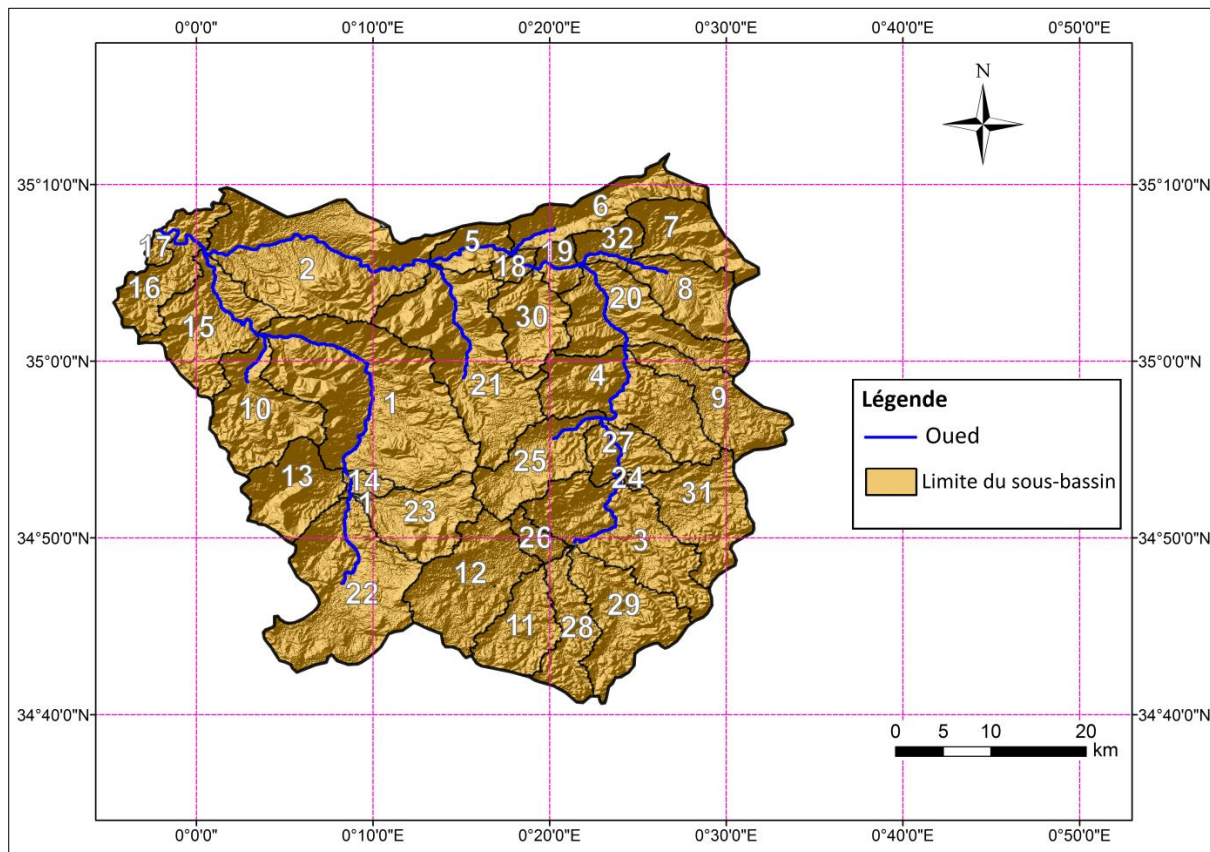 0°0'0" 0°10'0"E 0°20'0"E 0°30'0"E 0°40'0"E 0°50'0"E
N
35°10'0"N 35°10'0"N
6
7
5
32
17
19
18
2
8
16
20
30
15
35°0'0"N 35°0'0"N
4
21
9
1
10
27
25
13
14
24
31
1
23
34°50'0"N 34°50'0"N
26
3
12
22
29
11
28
34°40'0"N 34°40'0"N
Légende
Oued
Limite du sous-bassin
0 5 10 20
km
0°0'0" 0°10'0"E 0°20'0"E 0°30'0"E 0°40'0"E 0°50'0"E